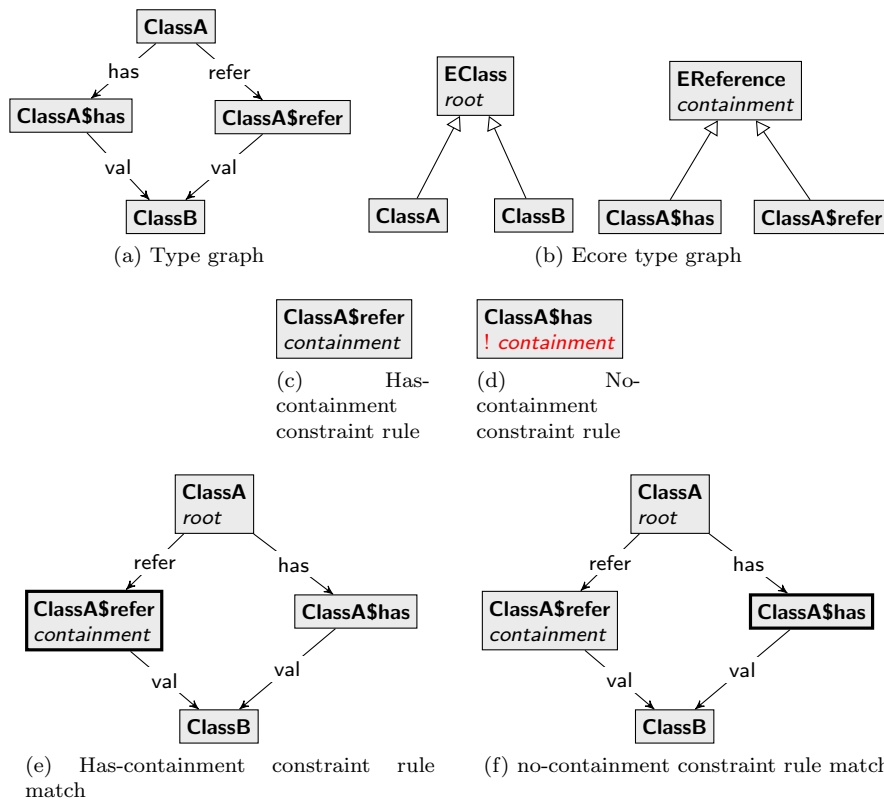 ClassA
has
refer
ClassA$has
ClassA$refer
val
val
ClassB
(a) Type graph
EClass
root
EReference
containment
ClassA
ClassB
ClassA$has
ClassA$refer
(b) Ecore type graph
ClassA$refer
containment
(c) Has-
containment
constraint rule
ClassA$has
! containment
(d) No-
containment
constraint rule
ClassA
root
refer
has
ClassA$refer
containment
ClassA$has
val
val
ClassB
(e) Has-containment constraint rule
match
ClassA
root
refer
has
ClassA$refer
containment
ClassA$has
val
val
ClassB
(f) no-containment constraint rule match